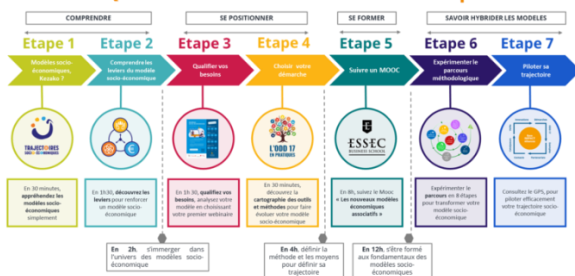 COMPRENDRE
SE POSITIONNER
SE FORMER
SAVOIR HYBRIDER LES MODELES
Etape 1
Etape 2
Etape 3
Etape 4
Etape 5
Etape 6
Etape 7
Modèles socio-
économiques,
Kezako ?
Comprendre les
leviers du modèle
socio-économique
Qualifier vos
besoins
Choisir votre
démarche
Suivre un MOOC
Expérimenter le
parcours
méthodologique
Piloter sa
trajectoire
TRAJECTOIRES
SOCIO-ÉCONOMIQUES
L'ODD 17
EN PRATIQUES
ESSEC
BUSINESS SCHOOL
En 30 minutes,
appréhendez les
modèles socio-
économiques
simplement
En 1h30, découvrez les
leviers pour renforcer
un modèle socio-
économique
En 1h 30, qualifiez vos
besoins, analysez votre
modèle en choisissant
votre premier webinaire
En 30 minutes,
découvrez la
cartographie des outils
et méthodes pour faire
évoluer votre modèle
socio-économique
En 8h, suivez le Mooc
« Les nouveaux modèles
économiques
associatifs »
Expérimentez le
parcours en 8 étapes
pour transformer votre
modèle socio-
économique
Consultez le GPS, pour
piloter efficacement
votre trajectoire socio-
économique
En 2h, s'immerger dans
l'univers des modèles socio-
économique
En 4h, définir la
méthode et les moyens
pour définir sa
trajectoire
En 12h, s'être formé
aux fondamentaux des
modèles socio-
économiques